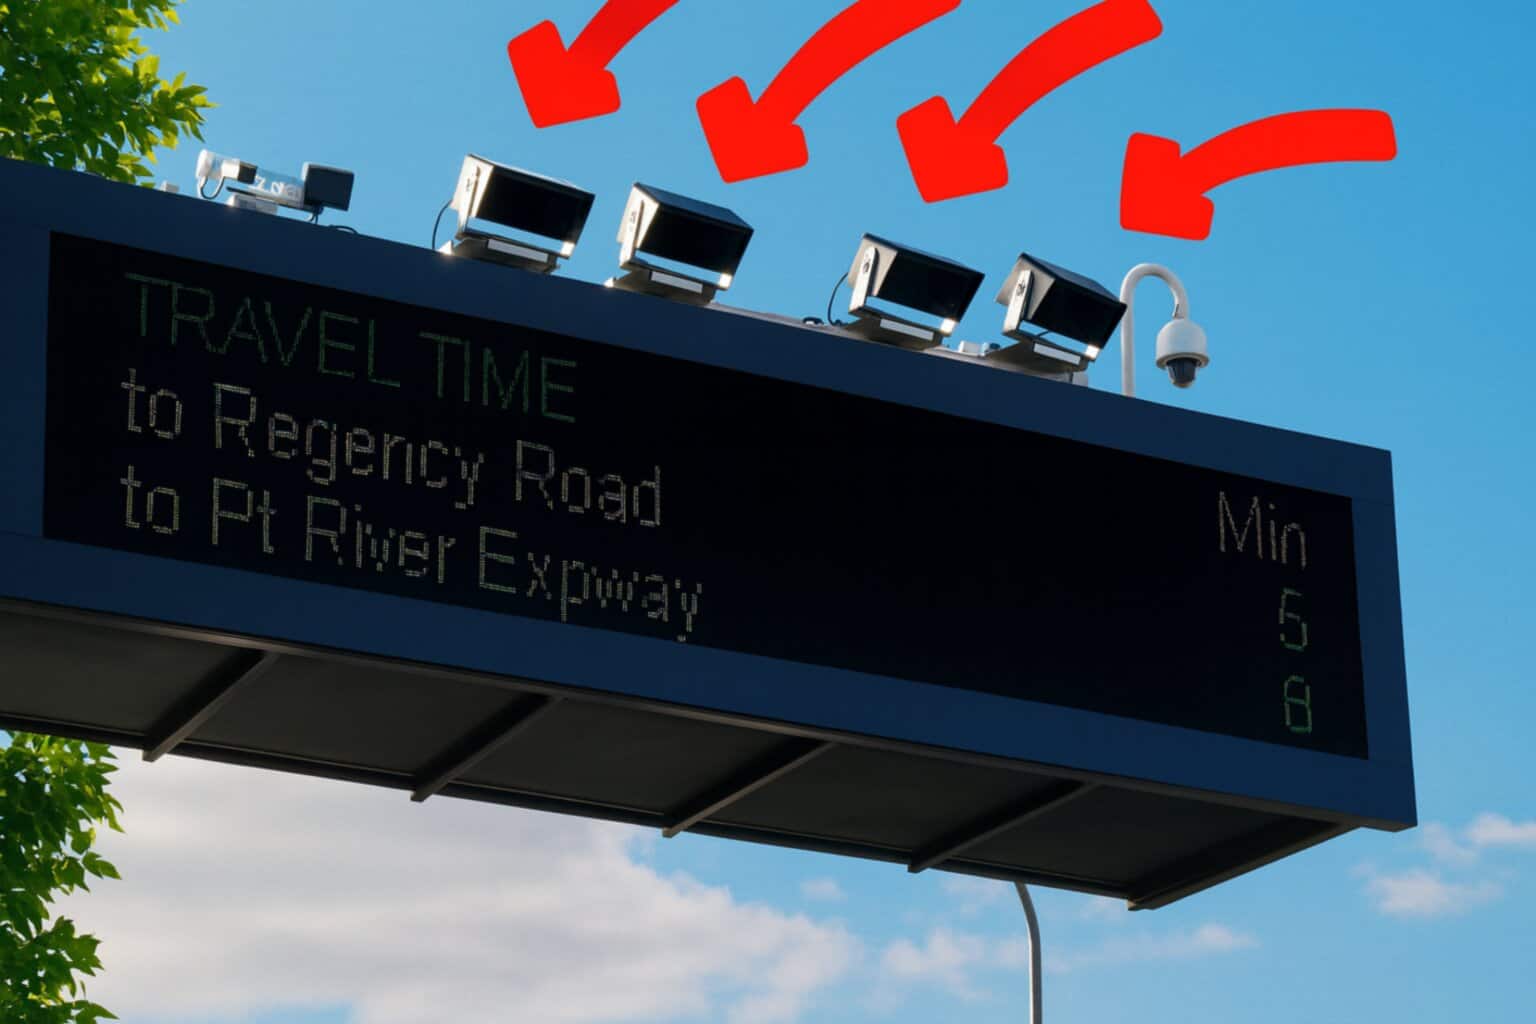 TRAVEL TIME
Min
to Regency Road 5
to Pt River Expway 8